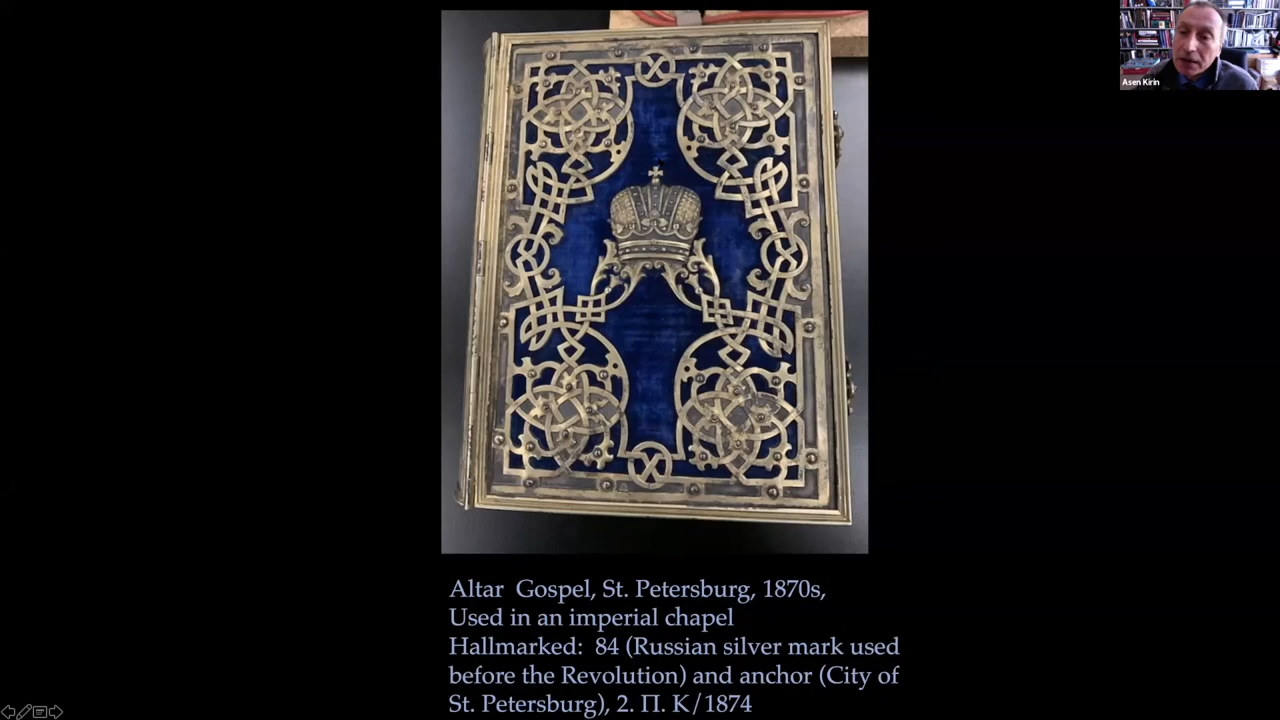 Asen Kirin
Altar Gospel, St. Petersburg, 1870s,
Used in an imperial chapel
Hallmarked: 84 (Russian silver mark used
before the Revolution) and anchor (City of
St. Petersburg), 2. П. К/1874